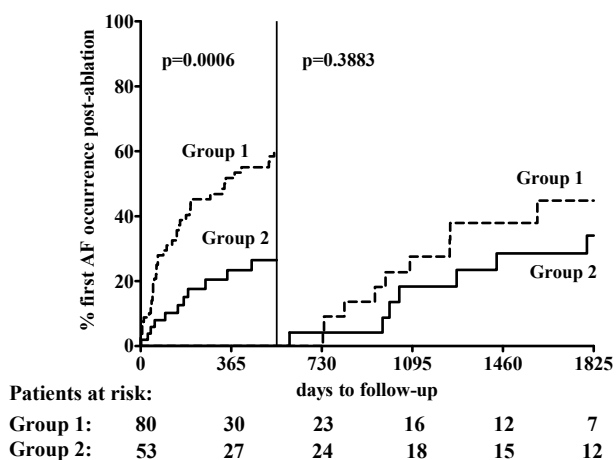 100
80
60
40
20
0
% first AF occurrence post-ablation
p=0.0006
p=0.3883
Group 1
Group 2
Group 1
Group 2
0 365 730 1095 1460 1825
days to follow-up
Patients at risk:
Group 1: 80 30 23 16 12 7
Group 2: 53 27 24 18 15 12